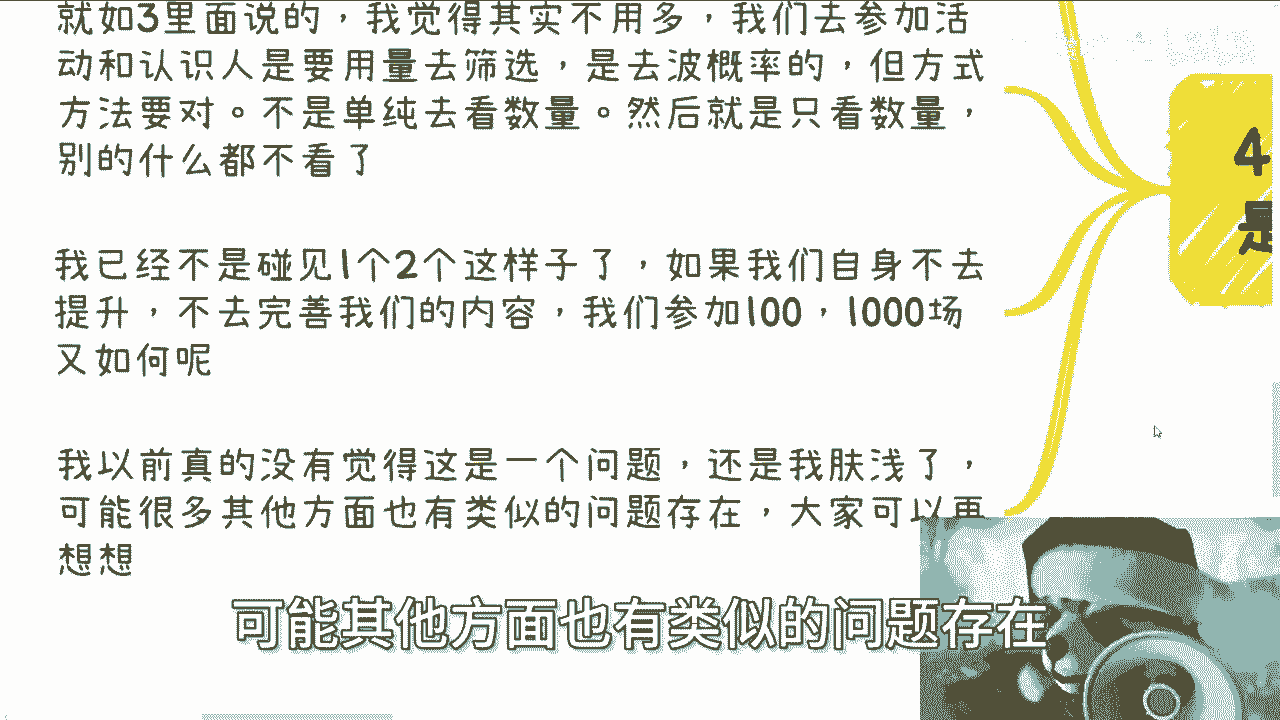 就如3里面说的，我觉得其实不用多，我们去参加活
动和认识人是要用量去筛选，是去波概率的，但方式
方法要对。不是单纯去看数量。然后就是只看数量，
别的什么都不看了
我已经不是碰见1个2个这样子了，如果我们自身不去
提升，不去完善我们的内容，我们参加100，1000场
又如何呢
我以前真的没有觉得这是一个问题，还是我肤浅了，
可能很多其他方面也有类似的问题存在，大家可以再
想想
4
是
可能其他方面也有类似的问题存在